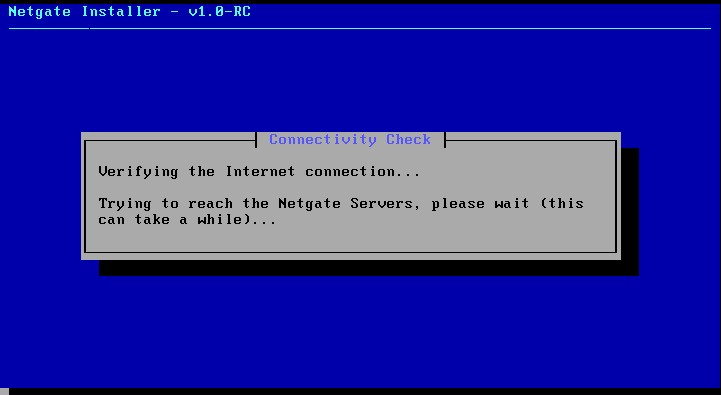 Netgate Installer - v1.0-RC
Connectivity Check
Verifying the Internet connection...
Trying to reach the Netgate Servers, please wait (this
can take a while)...